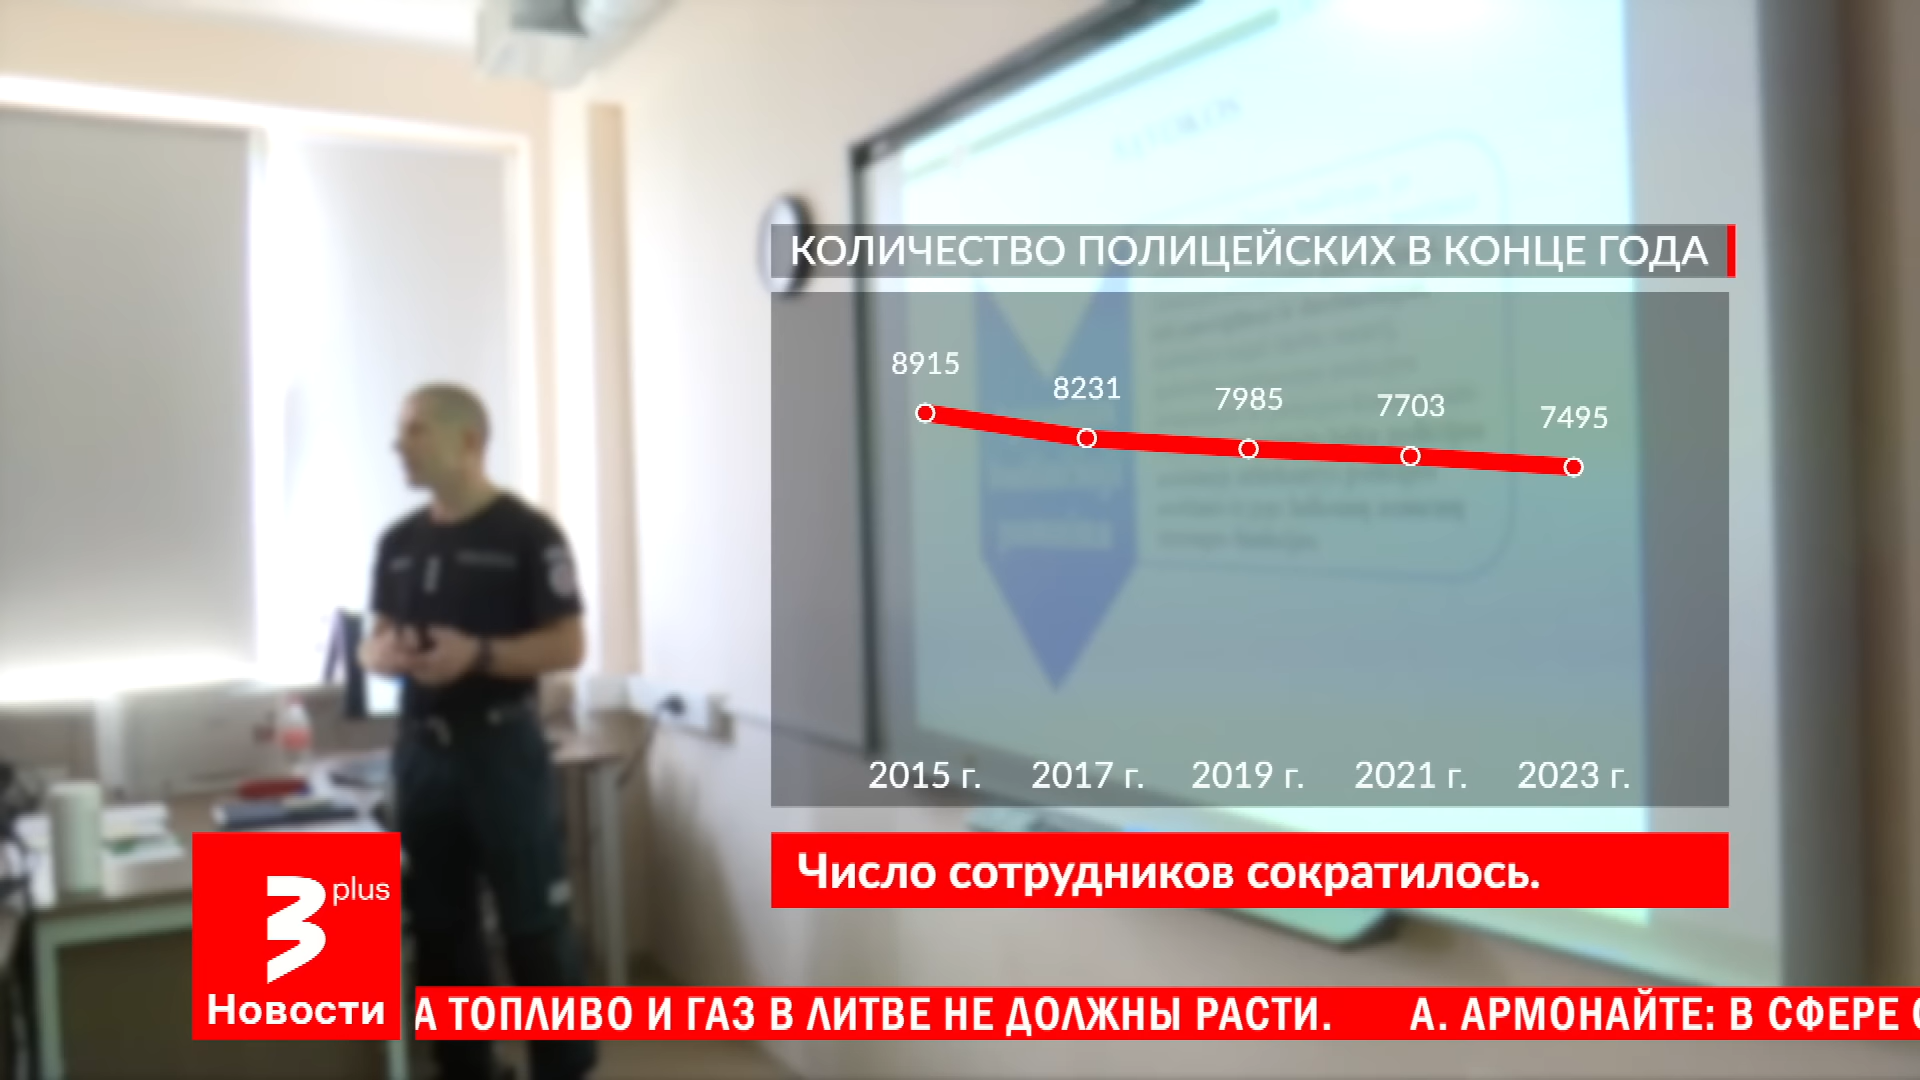 КОЛИЧЕСТВО ПОЛИЦЕЙСКИХ В КОНЦЕ ГОДА
8915
8231
7985
7703
7495
2015 г. 2017 г. 2019 г. 2021 г. 2023 г.
Число сотрудников сократилось.
3 plus
Новости
А ТОПЛИВО И ГАЗ В ЛИТВЕ НЕ ДОЛЖНЫ РАСТИ. А. АРМОНАЙТЕ: В СФЕРЕ